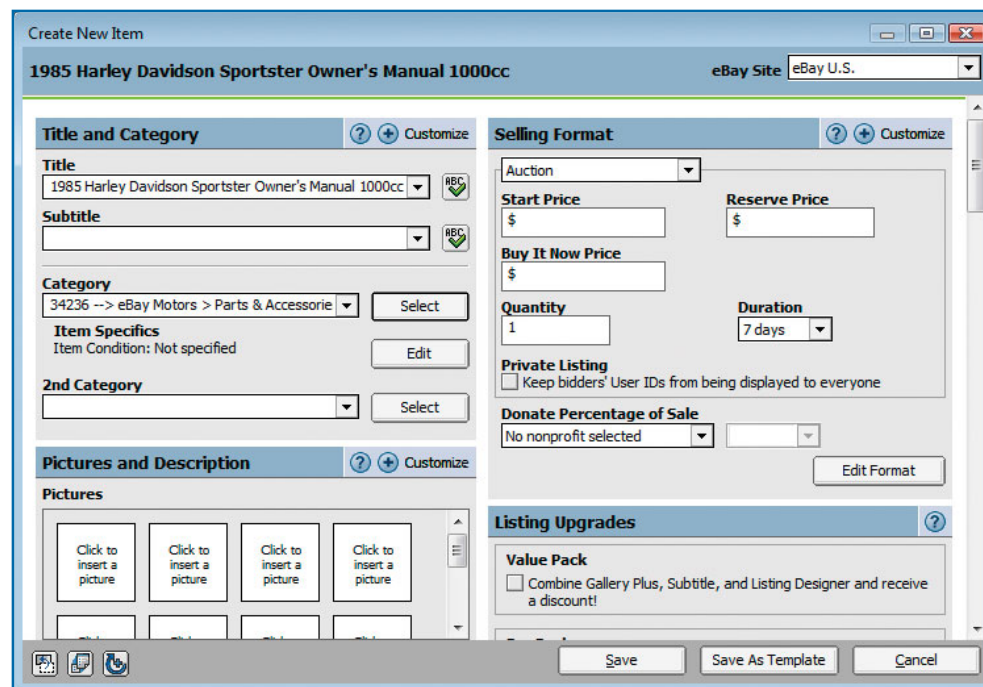 Create New Item
1985 Harley Davidson Sportster Owner's Manual 1000cc
eBay Site eBay U.S.
Title and Category
? + Customize
Title
1985 Harley Davidson Sportster Owner's Manual 1000cc
ABC
Subtitle
ABC
Category
34236 --> eBay Motors > Parts & Accessorie
Select
Item Specifics
Item Condition: Not specified
Edit
2nd Category
Select
Pictures and Description
? + Customize
Pictures
Click to
insert a
picture
Click to
insert a
picture
Click to
insert a
picture
Click to
insert a
picture
Selling Format
? + Customize
Auction
Start Price
$
Reserve Price
$
Buy It Now Price
$
Quantity
1
Duration
7 days
Private Listing
Keep bidders' User IDs from being displayed to everyone
Donate Percentage of Sale
No nonprofit selected
Edit Format
Listing Upgrades
?
Value Pack
Combine Gallery Plus, Subtitle, and Listing Designer and receive
a discount!
Save
Save As Template
Cancel